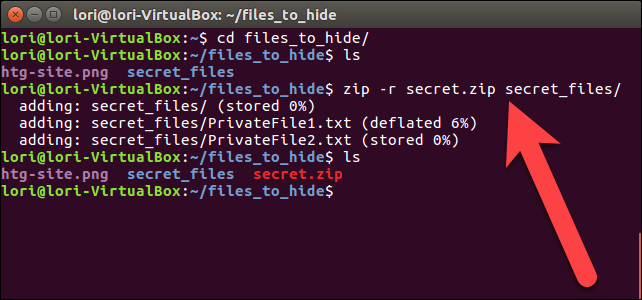 lori@lori-VirtualBox: ~/files_to_hide
lori@lori-VirtualBox:~$ cd files_to_hide/
lori@lori-VirtualBox:~/files_to_hide$ ls
htg-site.png  secret_files
lori@lori-VirtualBox:~/files_to_hide$ zip -r secret.zip secret_files/
  adding: secret_files/ (stored 0%)
  adding: secret_files/PrivateFile1.txt (deflated 6%)
  adding: secret_files/PrivateFile2.txt (stored 0%)
lori@lori-VirtualBox:~/files_to_hide$ ls
htg-site.png  secret_files  secret.zip
lori@lori-VirtualBox:~/files_to_hide$